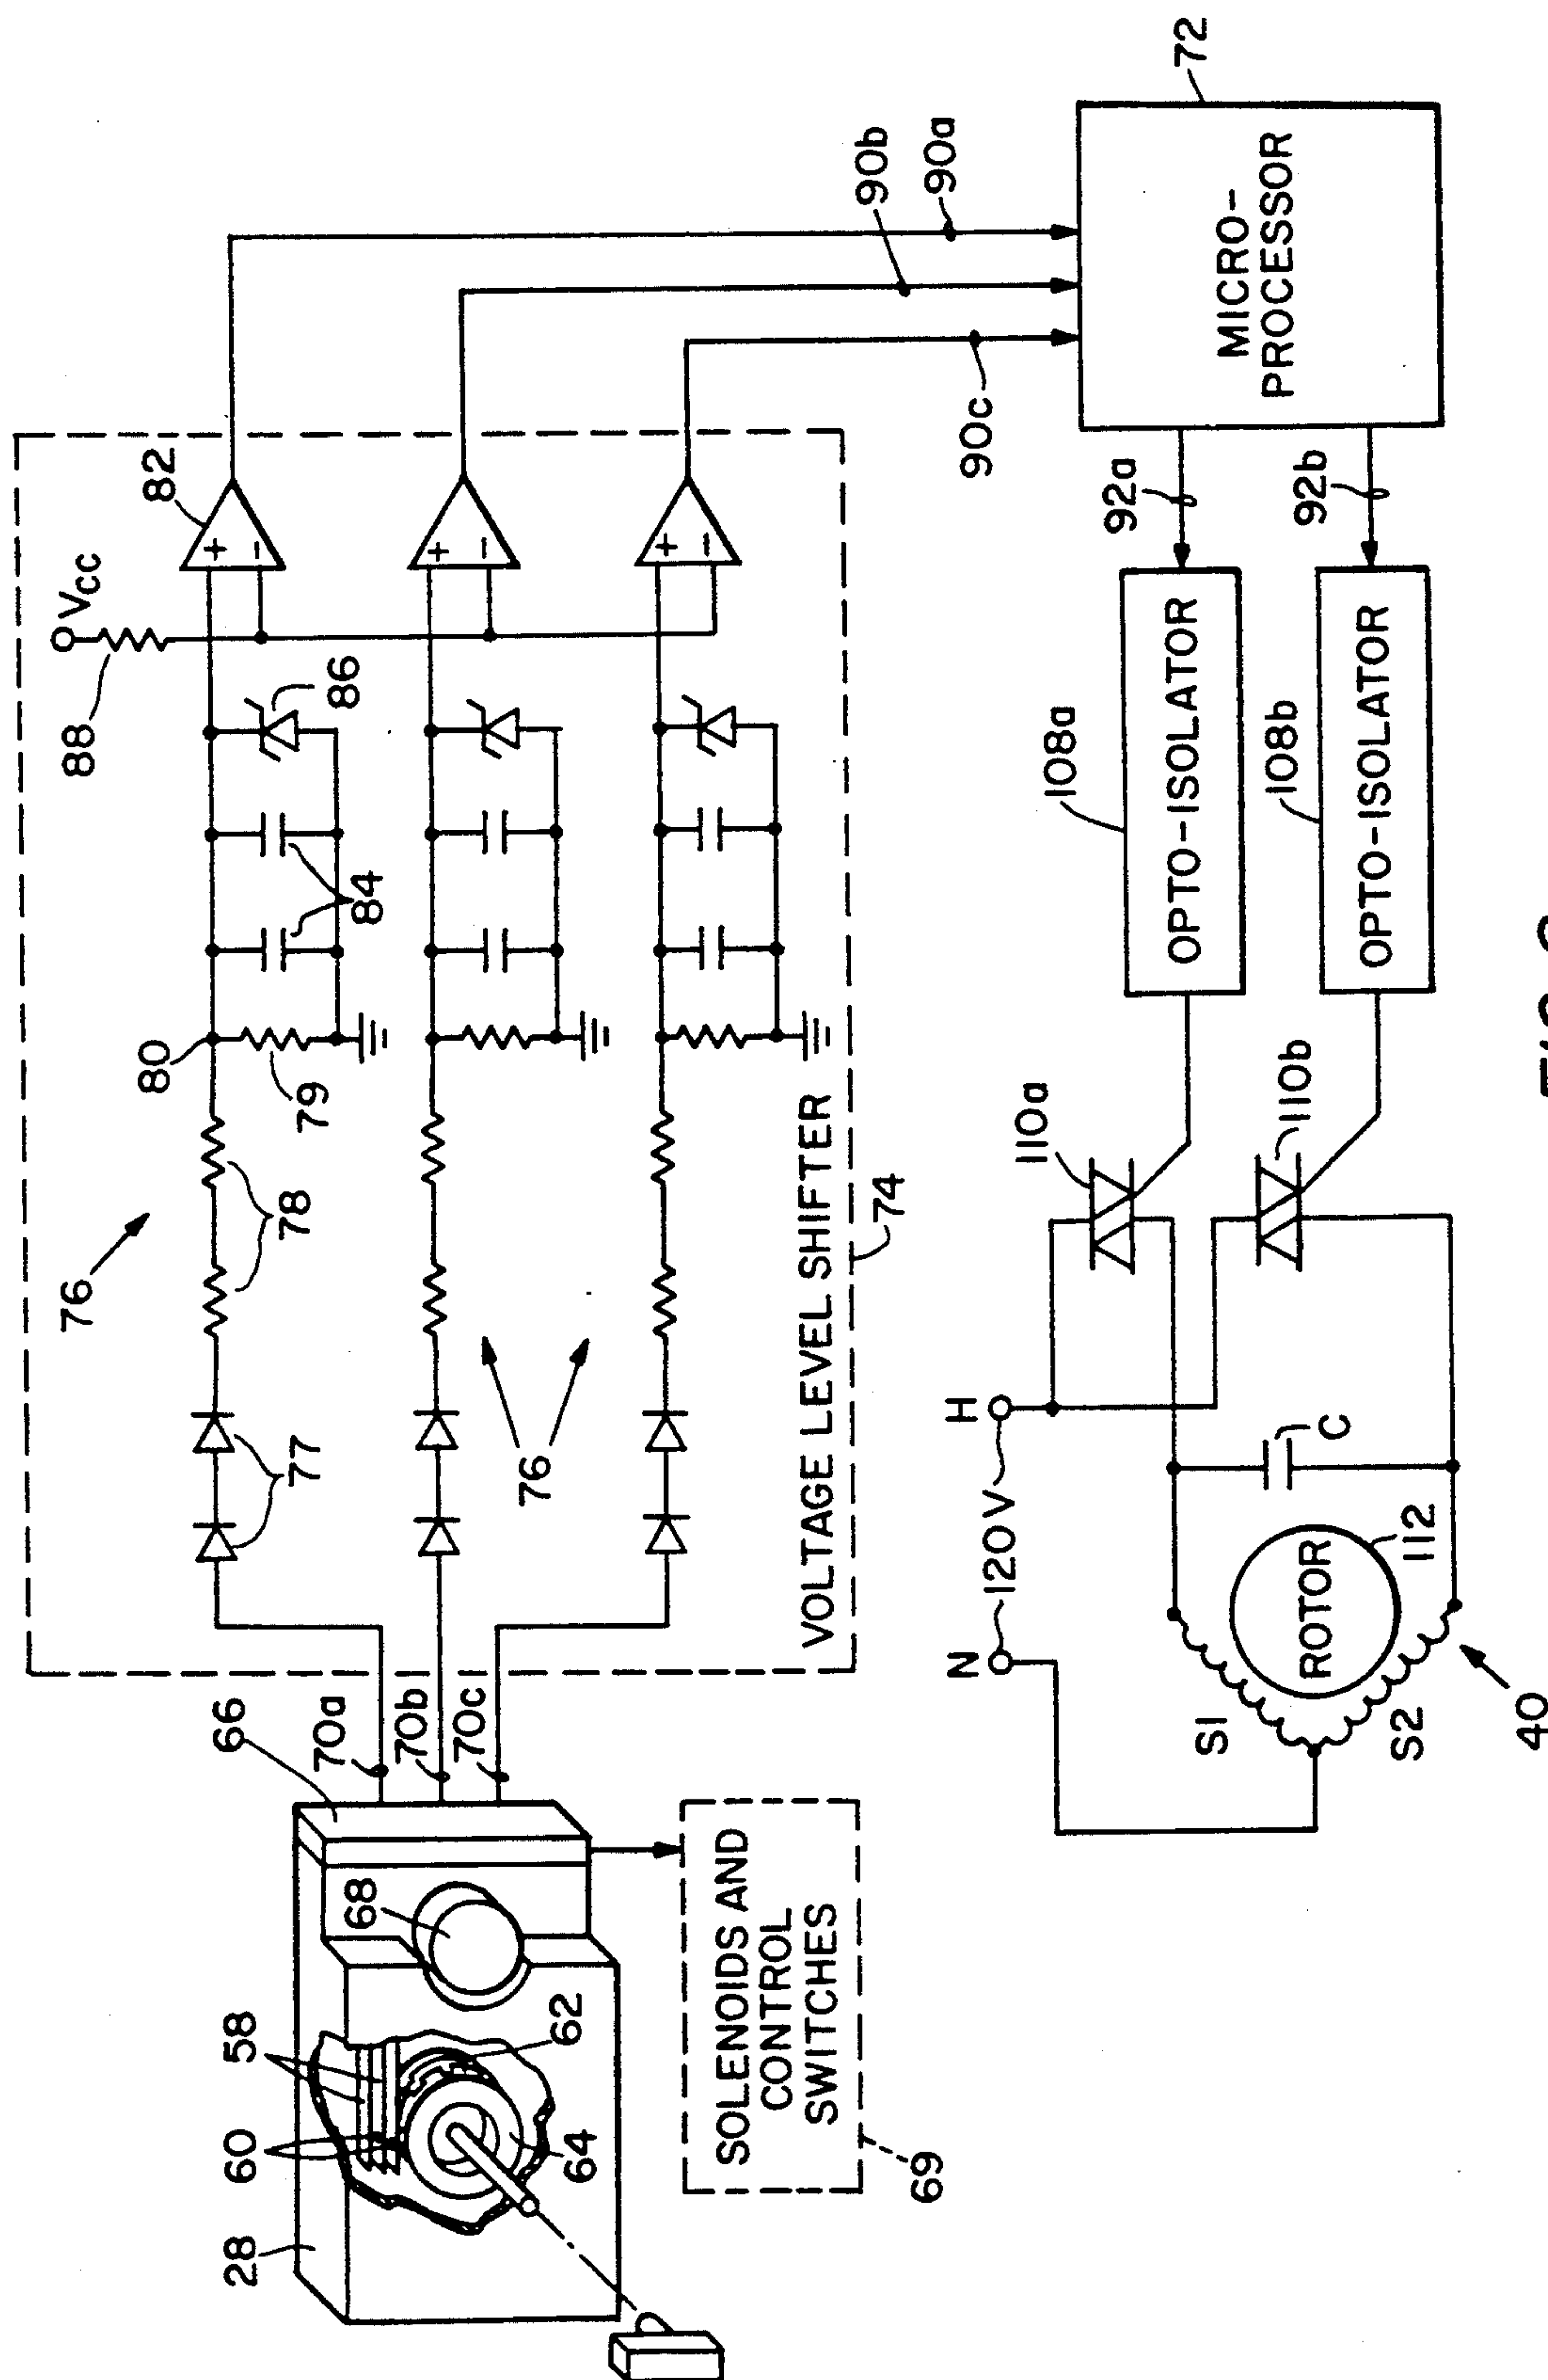 82
Vcc
88
+
−
86
84
80
79
78
77
76
76
+
−
+
−
VOLTAGE LEVEL SHIFTER
74
66
70a
70b
70c
68
58
60
62
64
28
SOLENOIDS AND
CONTROL
SWITCHES
69
90a
90b
90c
72
MICRO-
PROCESSOR
92a
92b
108a
OPTO-ISOLATOR
108b
OPTO-ISOLATOR
110a
110b
H
120V
N
C
ROTOR
112
S1
S2
40